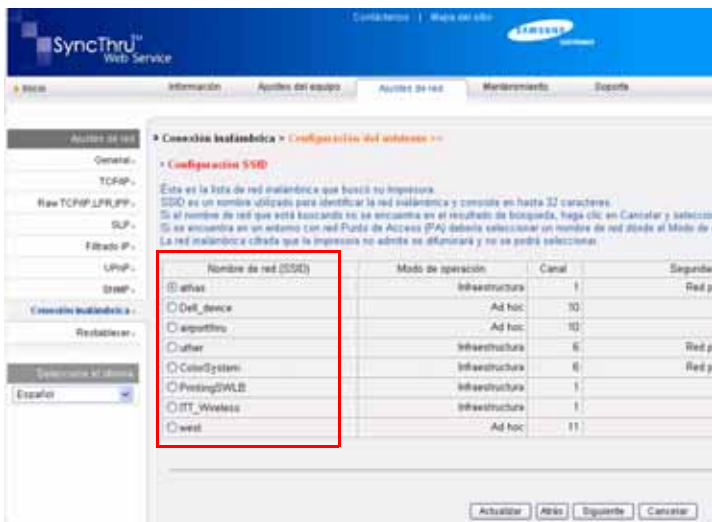 Contáctenos | Mapa del sitio
SyncThru™
Web Service
SAMSUNG
ELECTRONICS
Inicio
Información Ajustes del equipo Ajustes de red Mantenimiento Soporte
Ajustes de red
General
TCP/IP
Raw TCP/IP,LPR,IPP
SLP
Filtrado IP
UPnP
SNMP
Conexión inalámbrica
Restablecer
Seleccione el idioma
Español
Conexión inalámbrica > Configuración del asistente >>
Configuración SSID
Esta es la lista de red inalámbrica que buscó su impresora.
SSID es un nombre utilizado para identificar la red inalámbrica y consiste en hasta 32 caracteres.
Si el nombre de red que está buscando no se encuentra en el resultado de búsqueda, haga clic en Cancelar y seleccio
Si se encuentra en un entorno con red Punto de Acceso (PA) debería seleccionar un nombre de red donde el Modo de
La red inalámbrica cifrada que la impresora no admite se difuminará y no se podrá seleccionar.
Nombre de red (SSID) Modo de operación Canal Segurida
athas Infraestructura 1 Red p
Dell_device Ad hoc 10
airportthru Ad hoc 10
uther Infraestructura 6 Red p
ColorSystem Infraestructura 6 Red p
PrintingSWLB Infraestructura 1
ITT_Wireless Infraestructura 1
west Ad hoc 11
Actualizar Atrás Siguiente Cancelar